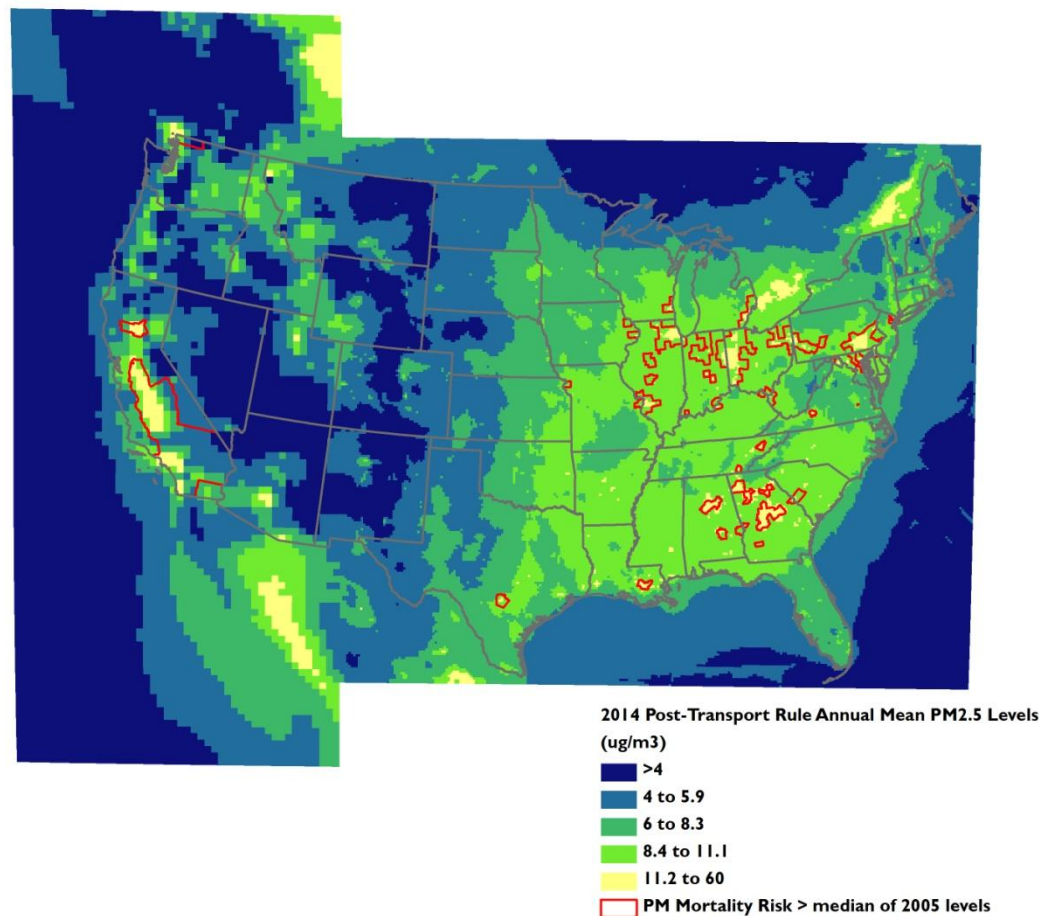 2014 Post-Transport Rule Annual Mean PM2.5 Levels
(ug/m3)
>4
4 to 5.9
6 to 8.3
8.4 to 11.1
11.2 to 60
PM Mortality Risk > median of 2005 levels